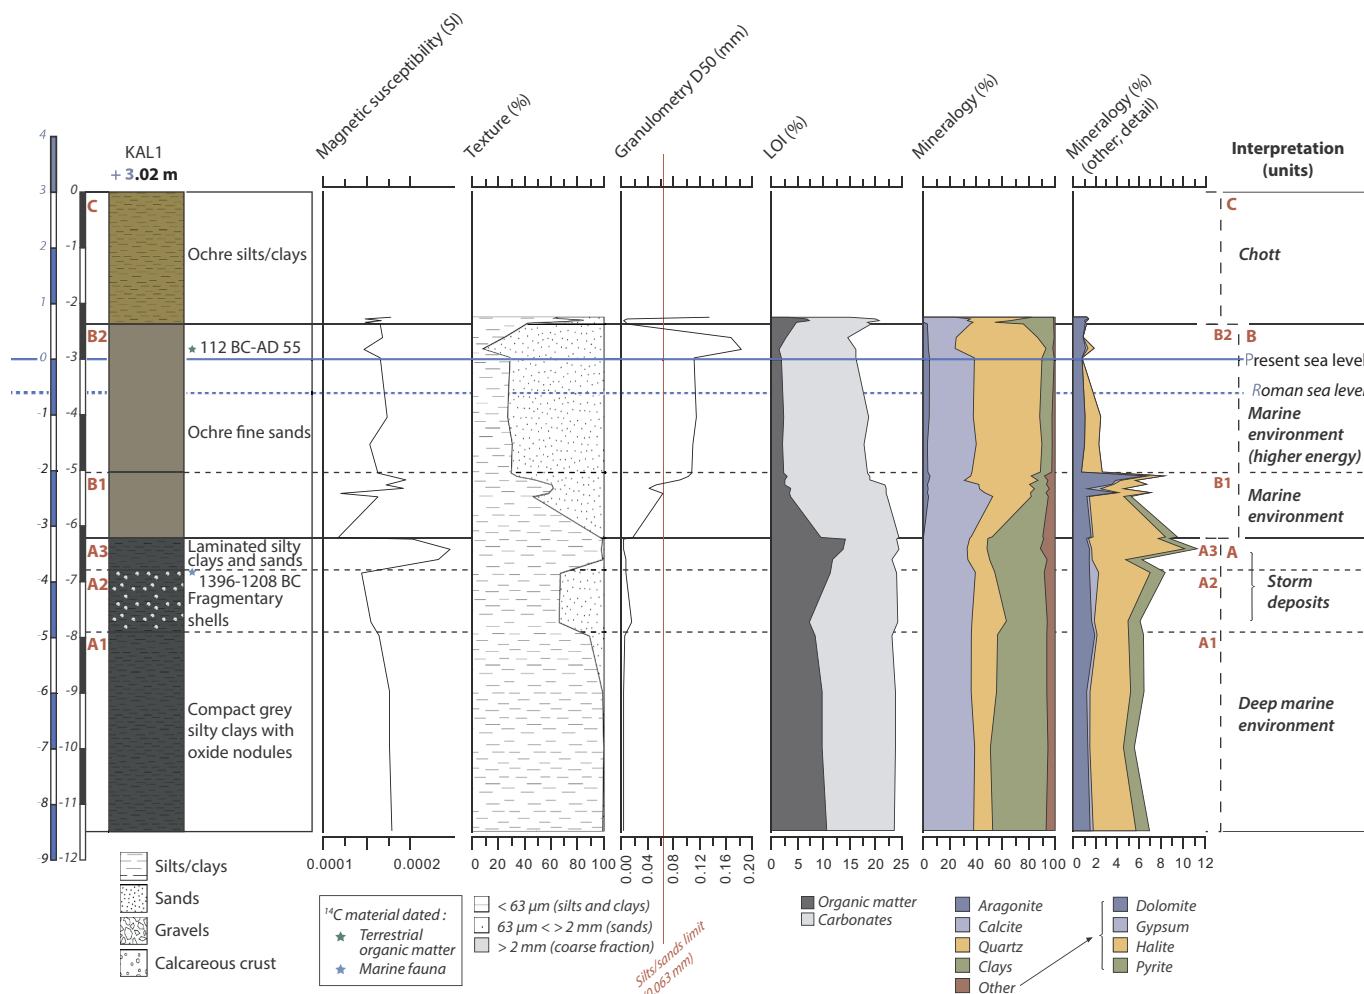 Magnetic susceptibility (SI)
Texture (%)
Granulometry D50 (mm)
LOI (%)
Mineralogy (%)
Mineralogy (%)
(other; detail)
Interpretation
(units)
KAL1
+ 3.02 m
4
3
2
1
0
-1
-2
-3
-4
-5
-6
-7
-8
-9
0
-1
-2
-3
-4
-5
-6
-7
-8
-9
-10
-11
-12
C
Ochre silts/clays
C
Chott
B2
112 BC-AD 55
B2
B
Present sea level
Roman sea level
Ochre fine sands
Marine
environment
(higher energy)
B1
B1
Marine
environment
A3
Laminated silty
clays and sands
A3
A
A2
1396-1208 BC
Fragmentary
shells
A2
Storm
deposits
A1
A1
Compact grey
silty clays with
oxide nodules
Deep marine
environment
0.0001
0.0002
0 20 40 60 80 100
0.00
0.04
0.08
0.12
0.16
0.20
0 5 10 15 20 25
0 20 40 60 80 100
0 2 4 6 8 10 12
Silts/clays
Sands
Gravels
Calcareous crust
14C material dated :
Terrestrial
organic matter
Marine fauna
< 63 µm (silts and clays)
63 µm < > 2 mm (sands)
> 2 mm (coarse fraction)
Silts/sands limit
(0.063 mm)
Organic matter
Carbonates
Aragonite
Calcite
Quartz
Clays
Other
Dolomite
Gypsum
Halite
Pyrite